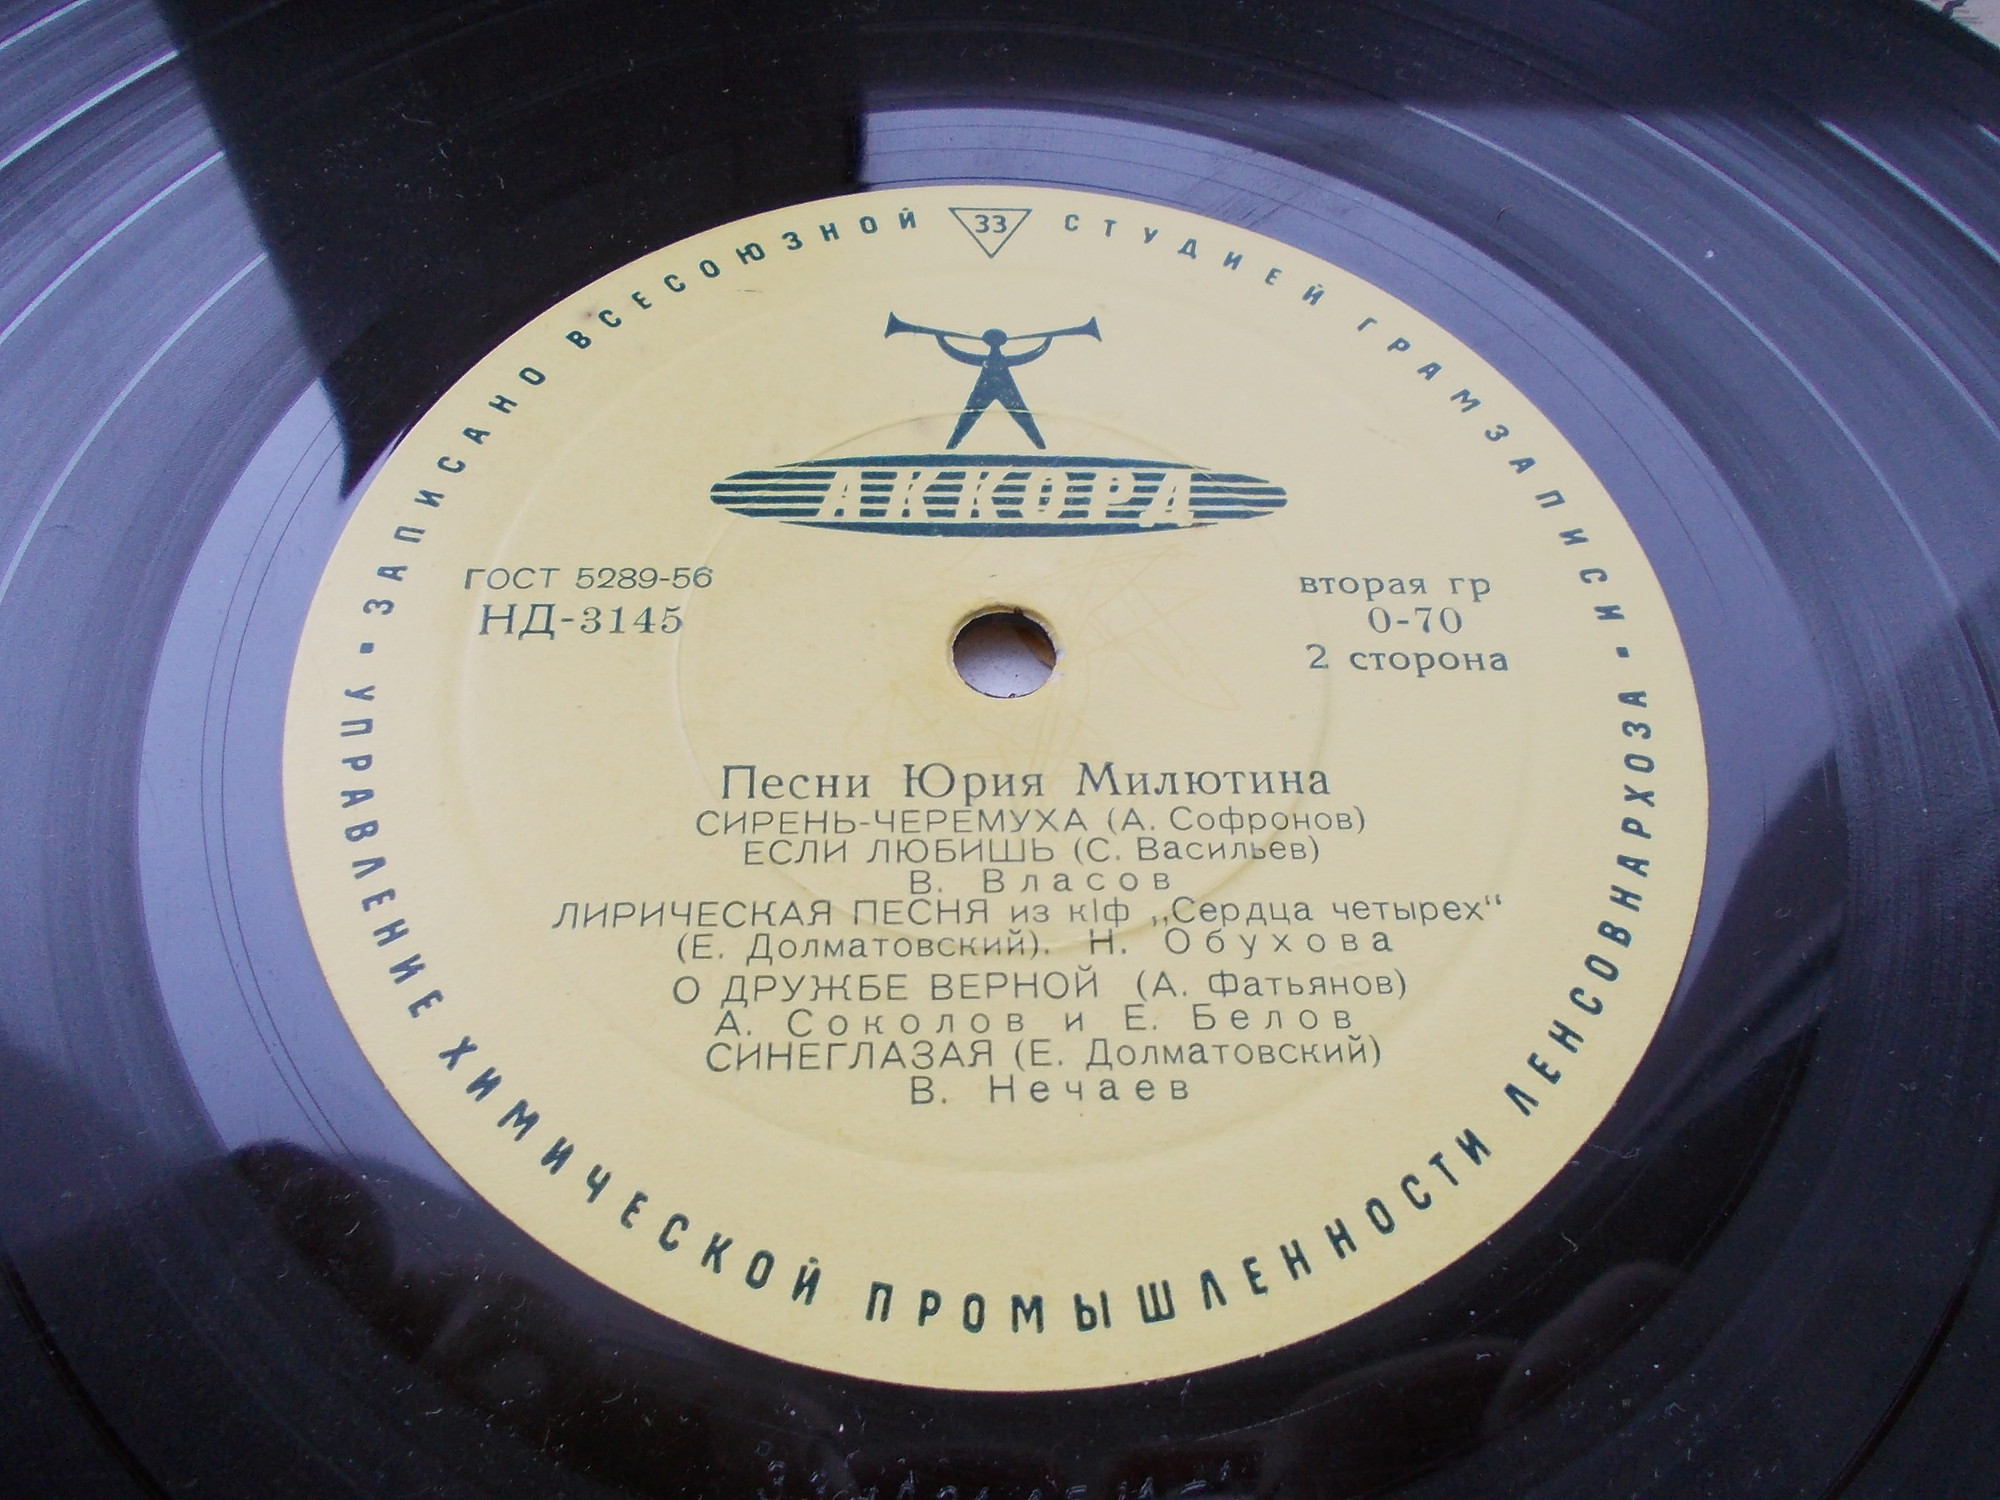 ЗАПИСАНО ВСЕСОЮЗНОЙ 33 СТУДИЕЙ ГРАМЗАПИСИ
АККОРД
ГОСТ 5289-56
НД-3145
вторая гр
0-70
2 сторона
Песни Юрия Милютина
СИРЕНЬ-ЧЕРЕМУХА (А. Софронов)
ЕСЛИ ЛЮБИШЬ (С. Васильев)
В. Власов
ЛИРИЧЕСКАЯ ПЕСНЯ из к/ф „Сердца четырех“
(Е. Долматовский). Н. Обухова
О ДРУЖБЕ ВЕРНОЙ (А. Фатьянов)
А. Соколов и Е. Белов
СИНЕГЛАЗАЯ (Е. Долматовский)
В. Нечаев
УПРАВЛЕНИЕ ХИМИЧЕСКОЙ ПРОМЫШЛЕННОСТИ ЛЕНСОВНАРХОЗА